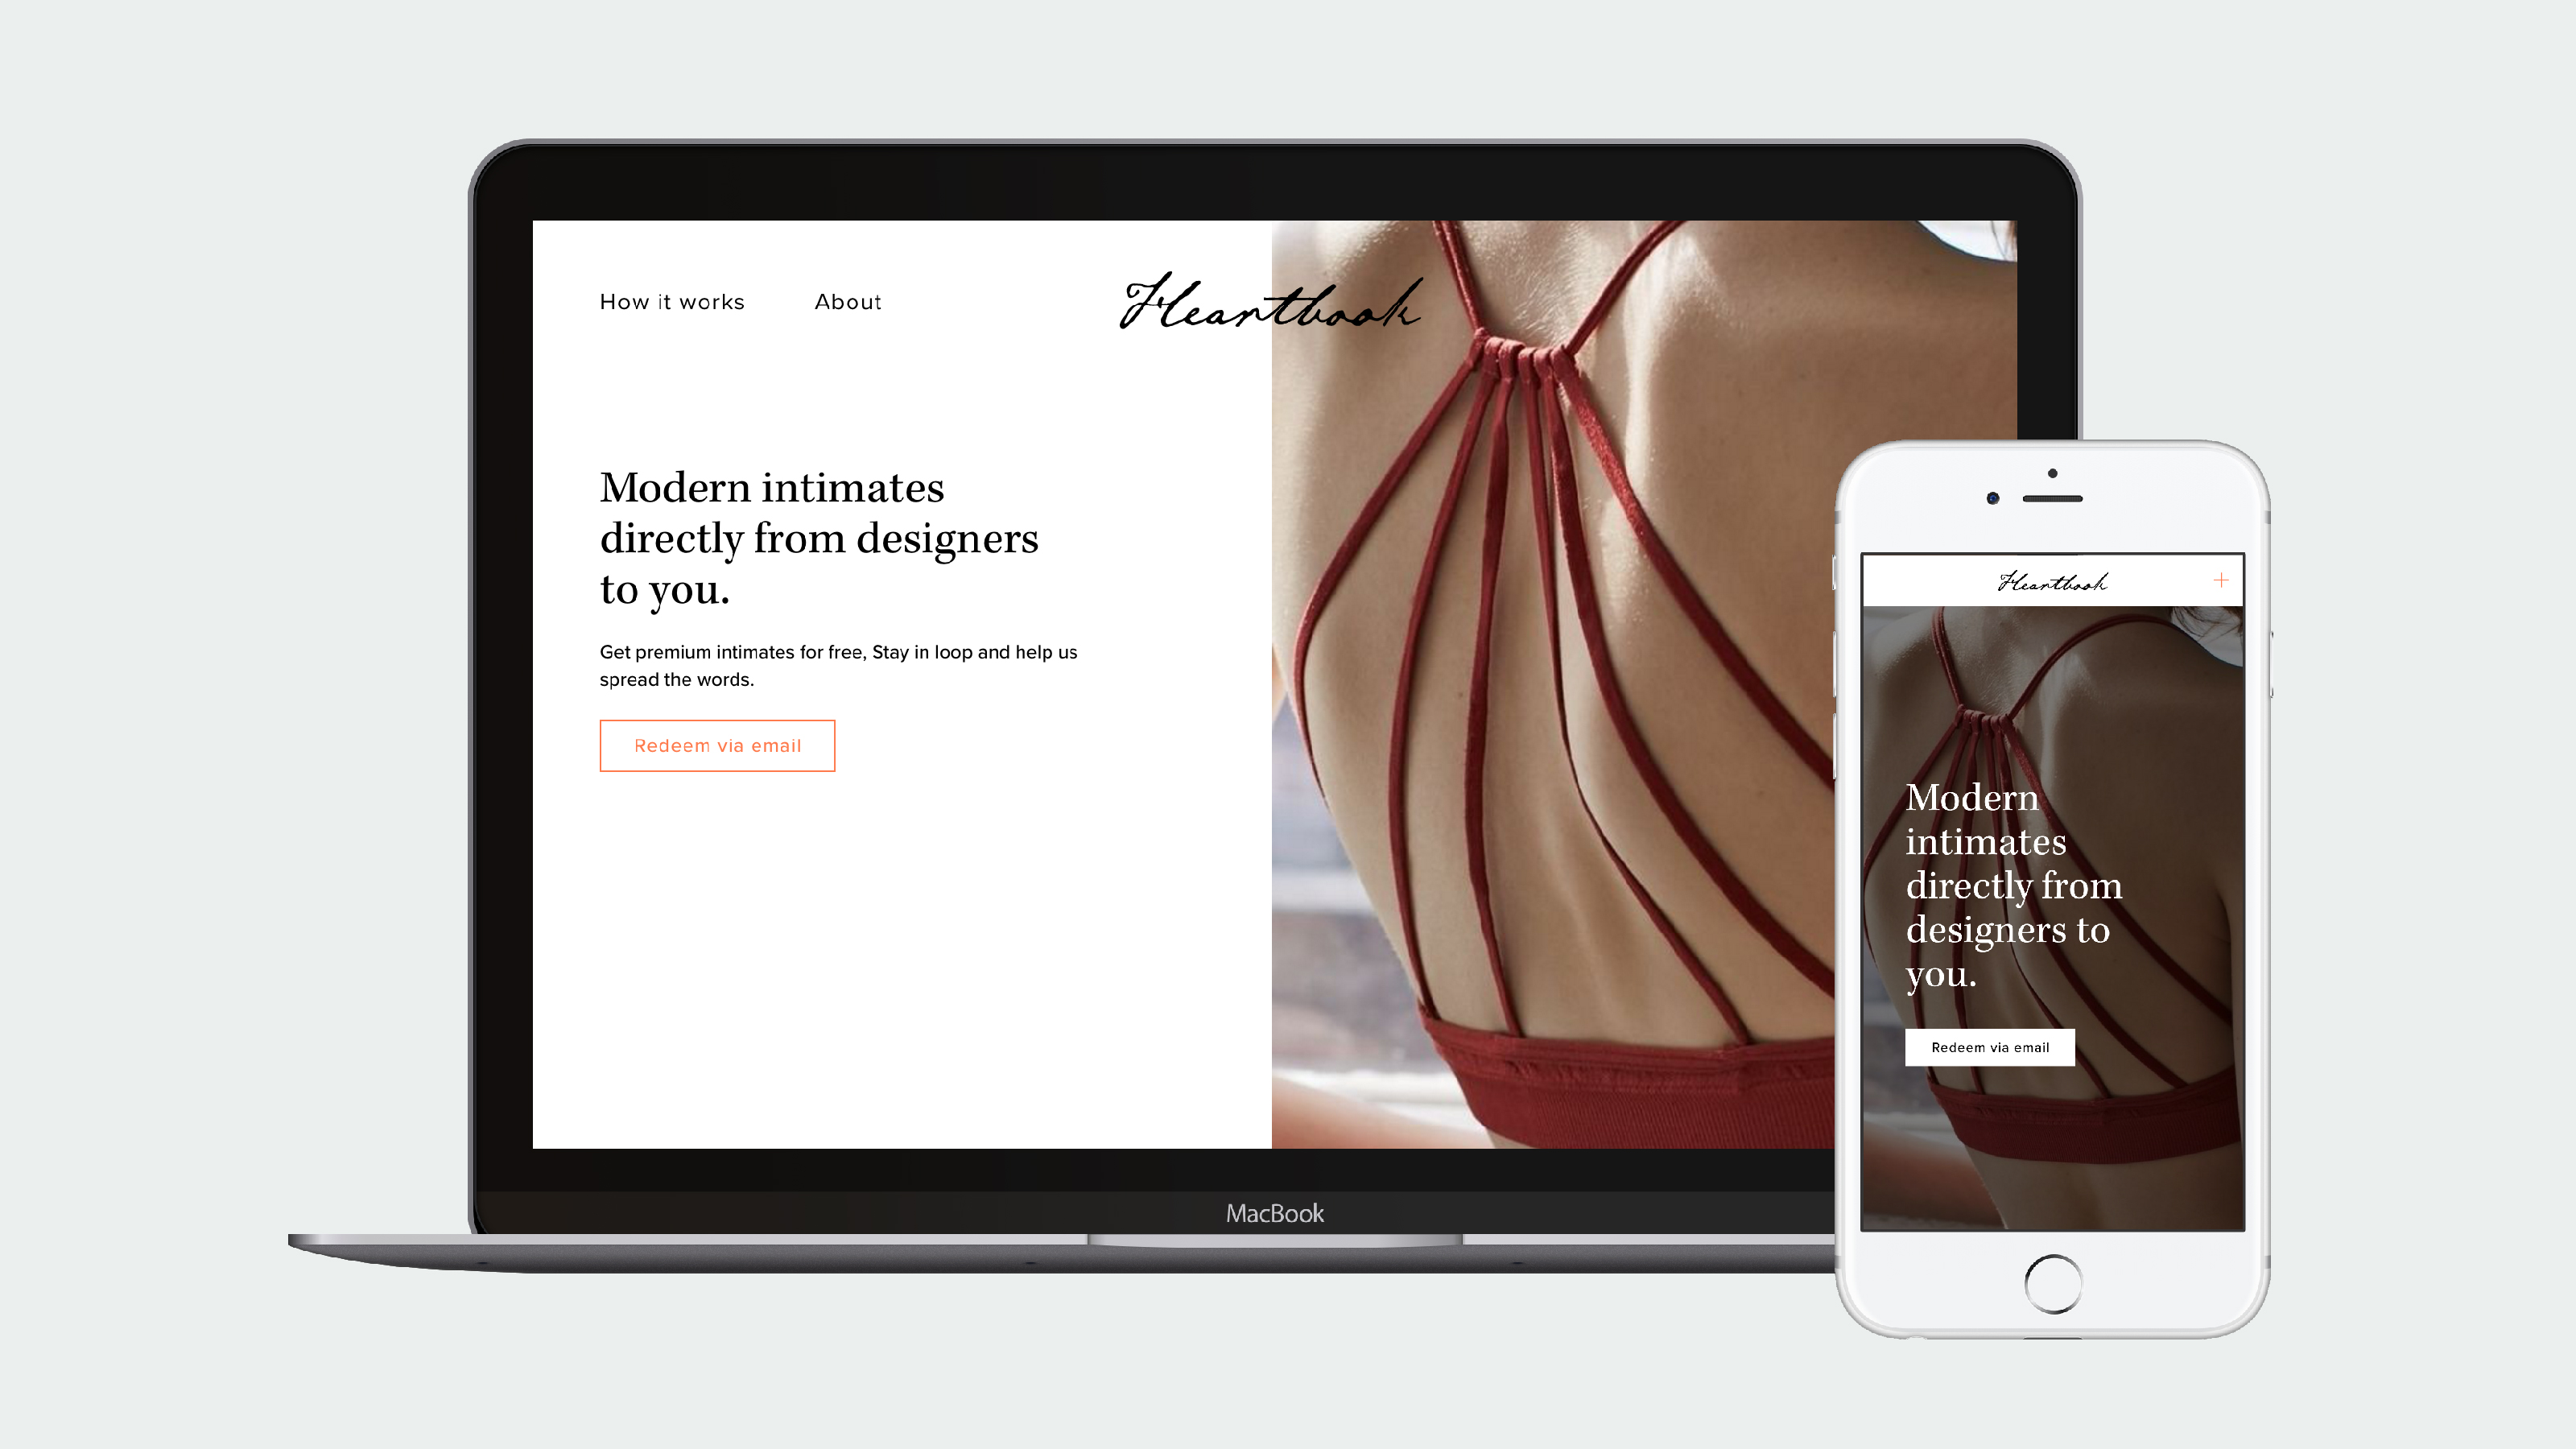 How it works About Heartbook
Modern intimates
directly from designers
to you.
Get premium intimates for free, Stay in loop and help us
spread the words.
Redeem via email
MacBook
Heartbook +
Modern
intimates
directly from
designers to
you.
Redeem via email